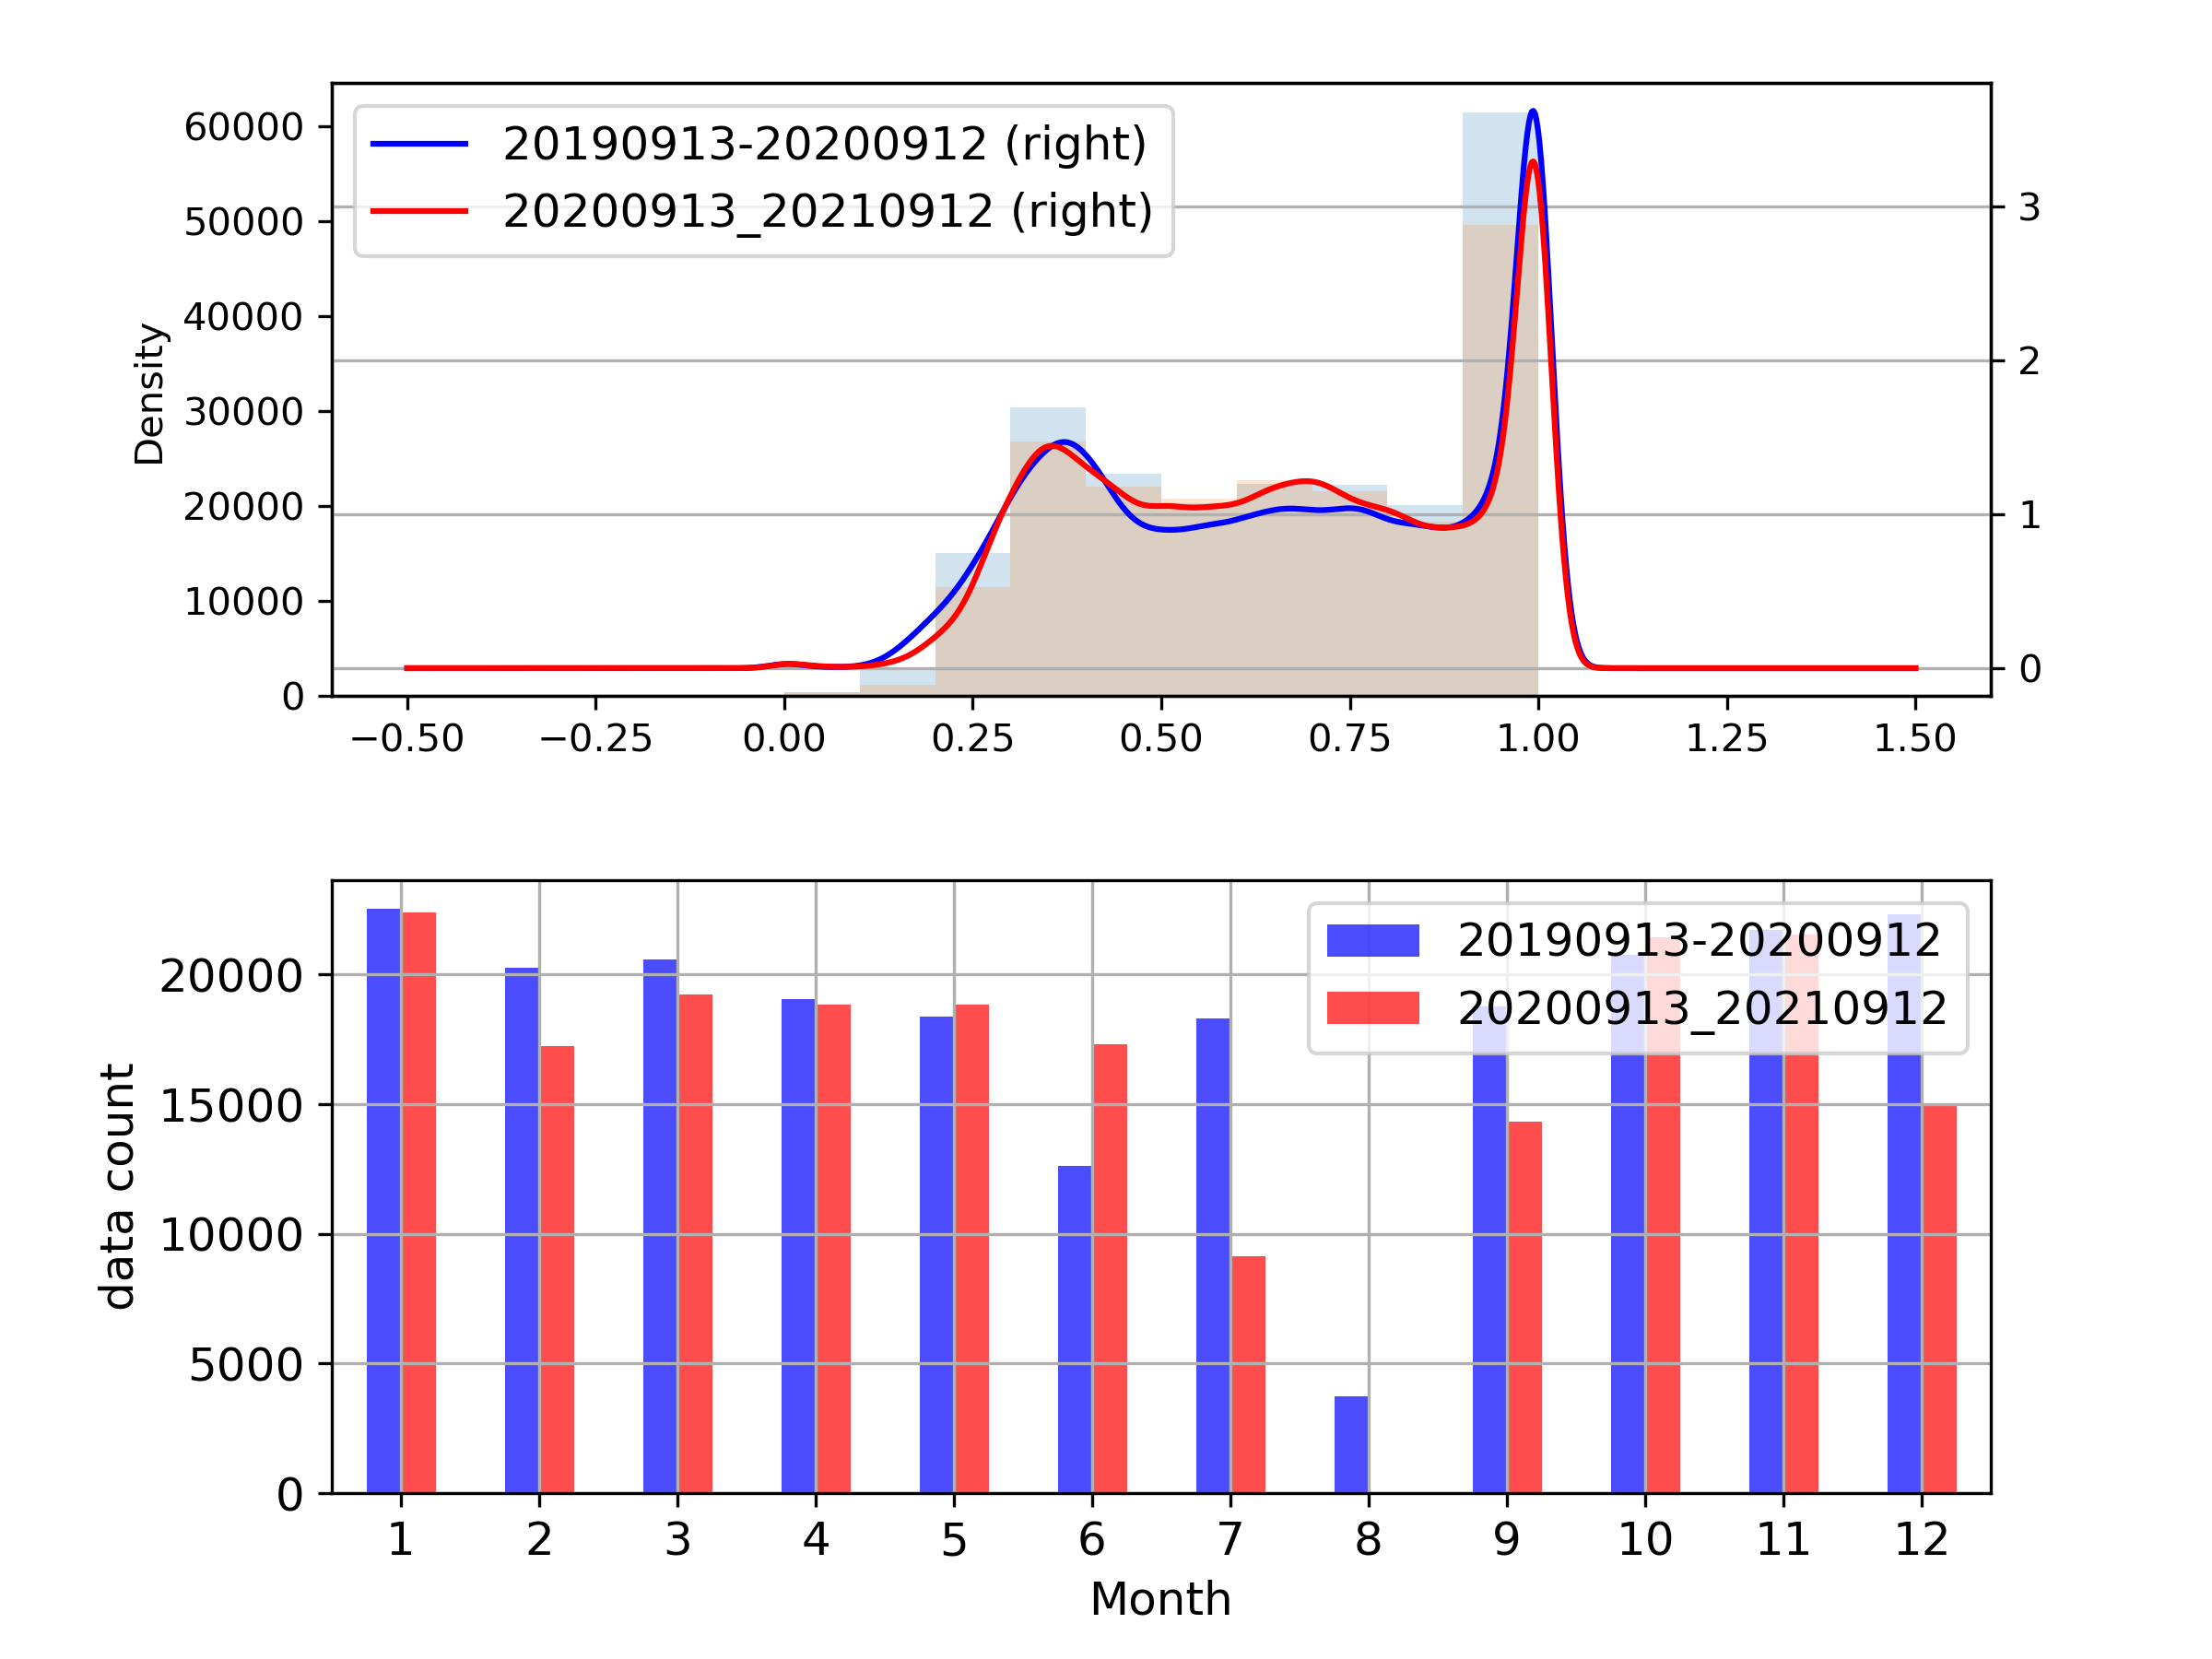 20190913-20200912 (right)
20200913_20210912 (right)
Density
60000
50000
40000
30000
20000
10000
0
3
2
1
0
−0.50 −0.25 0.00 0.25 0.50 0.75 1.00 1.25 1.50
20190913-20200912
20200913_20210912
data count
20000
15000
10000
5000
0
1 2 3 4 5 6 7 8 9 10 11 12
Month